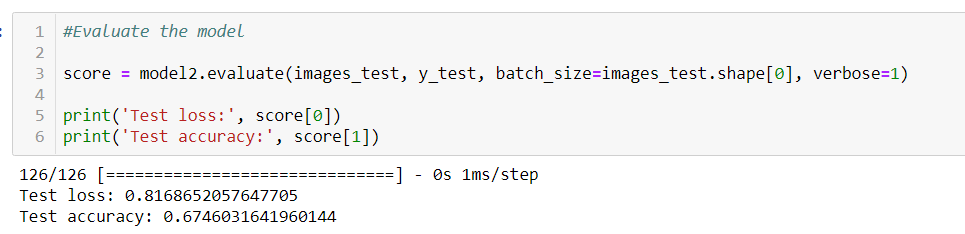 1 #Evaluate the model
2
3 score = model2.evaluate(images_test, y_test, batch_size=images_test.shape[0], verbose=1)
4
5 print('Test loss:', score[0])
6 print('Test accuracy:', score[1])
126/126 [==============================] - 0s 1ms/step
Test loss: 0.8168652057647705
Test accuracy: 0.6746031641960144